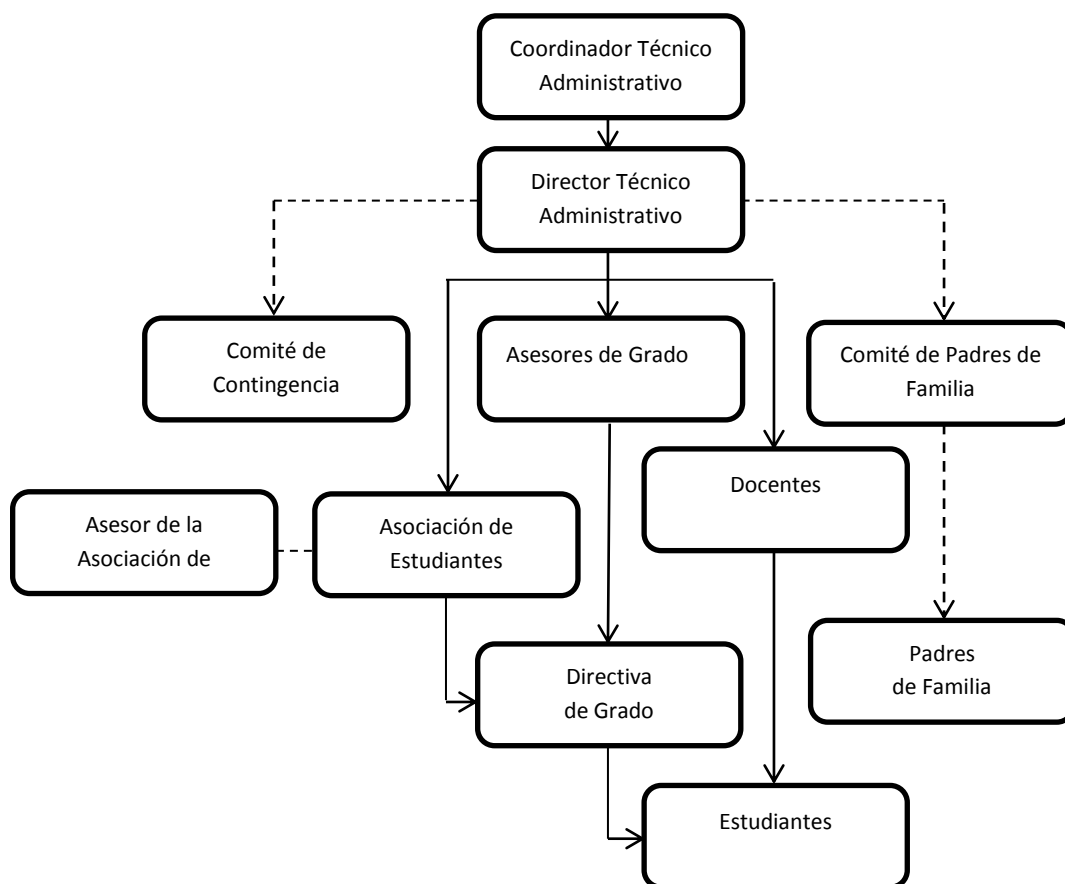 Coordinador Técnico
Administrativo
Director Técnico
Administrativo
Comité de
Contingencia
Asesores de Grado
Comité de Padres de
Familia
Docentes
Asesor de la
Asociación de
Asociación de
Estudiantes
Directiva
de Grado
Padres
de Familia
Estudiantes